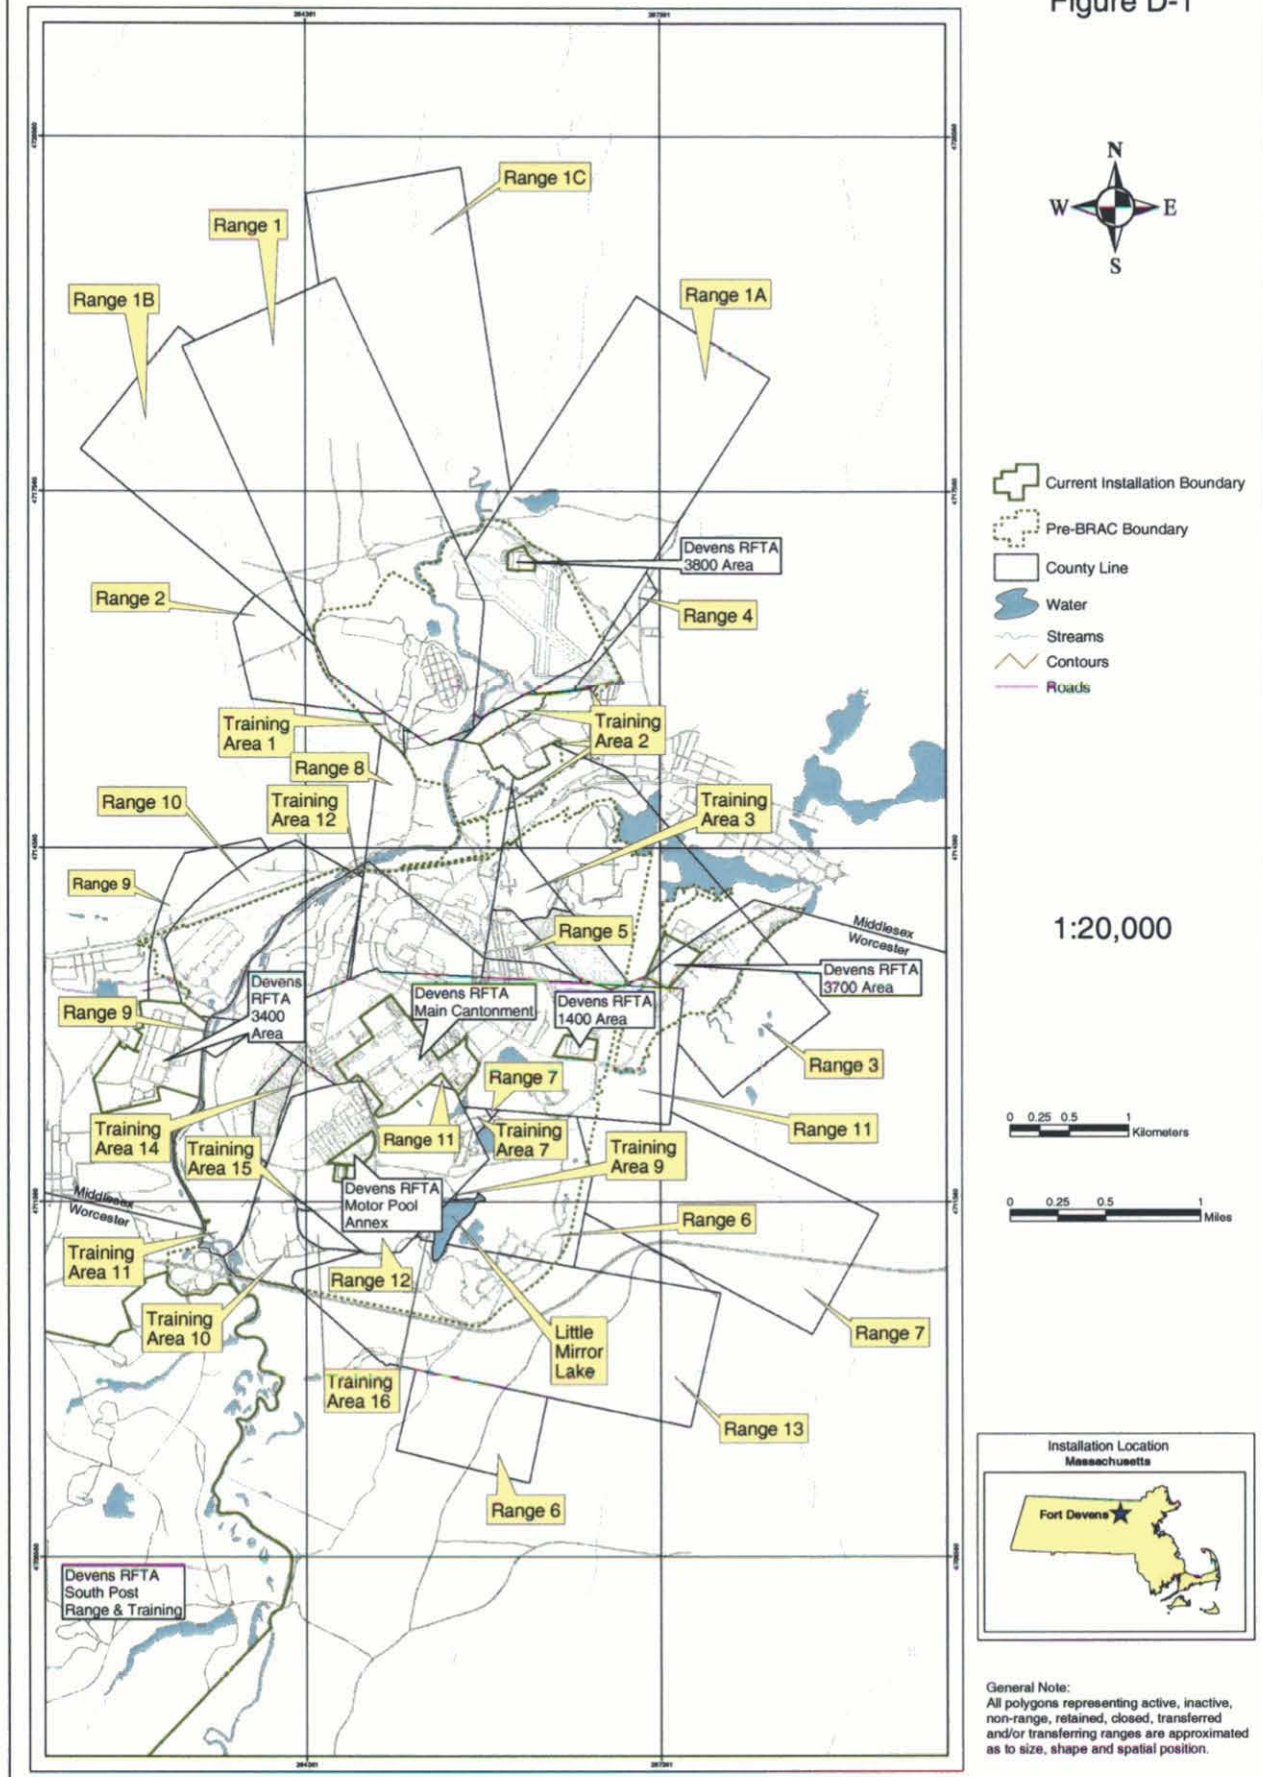 Figure D-1
284361
287361
4720580
4720580
N
W
E
S
Range 1C
Range 1
Range 1B
Range 1A
Current Installation Boundary
Pre-BRAC Boundary
County Line
Water
Streams
Contours
Roads
Devens RFTA
3800 Area
Range 2
Range 4
Training
Area 1
Training
Area 2
Range 8
Range 10
Training
Area 12
Training
Area 3
Range 9
Range 5
Middlesex
Worcester
1:20,000
Devens RFTA
3700 Area
Devens
RFTA
3400
Area
Devens RFTA
Main Cantonment
Devens RFTA
1400 Area
Range 9
Range 3
Range 7
0 0.25 0.5 1
Kilometers
Training
Area 14
Training
Area 15
Range 11
Training
Area 7
Training
Area 9
Range 11
Devens RFTA
Motor Pool
Annex
Middlesex
Worcester
0 0.25 0.5 1
Miles
Range 6
Training
Area 11
Range 12
Training
Area 10
Little
Mirror
Lake
Range 7
Training
Area 16
Range 13
Range 6
Installation Location
Massachusetts
Fort Devens
Devens RFTA
South Post
Range & Training
General Note:
All polygons representing active, inactive,
non-range, retained, closed, transferred
and/or transferring ranges are approximated
as to size, shape and spatial position.
284361
287361